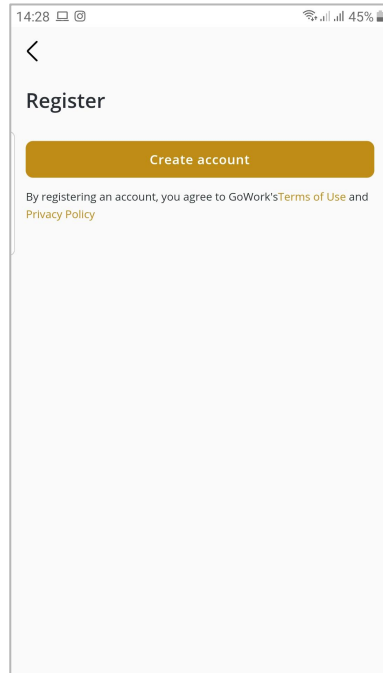 14:28 45%
Register
Create account
By registering an account, you agree to GoWork'sTerms of Use and
Privacy Policy